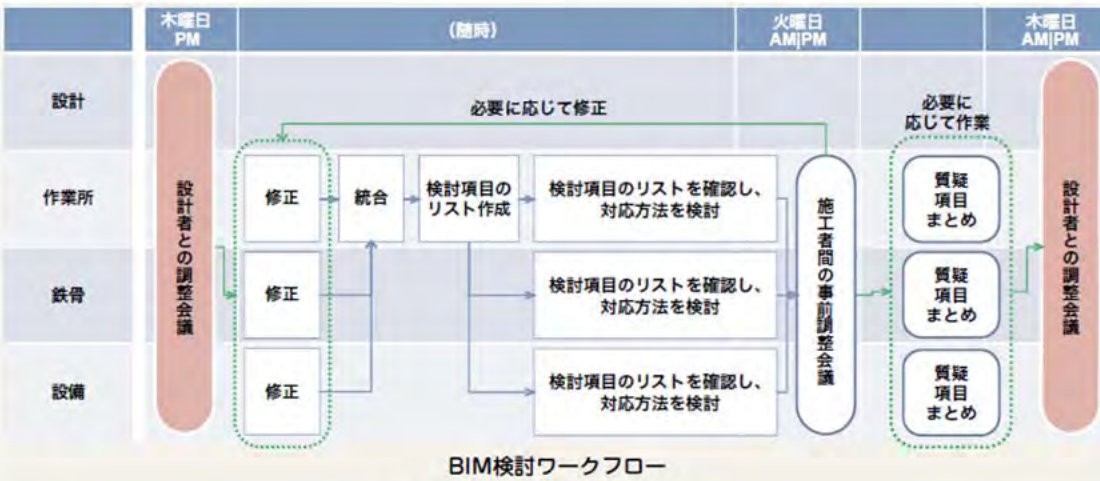 木曜日
PM
(随時)
火曜日
AM|PM
木曜日
AM|PM
設計
作業所
鉄骨
設備
設計者との調整会議
必要に応じて修正
修正
統合
検討項目の
リスト作成
検討項目のリストを確認し、
対応方法を検討
修正
検討項目のリストを確認し、
対応方法を検討
修正
検討項目のリストを確認し、
対応方法を検討
施工者間の事前調整会議
必要に
応じて作業
質疑
項目
まとめ
質疑
項目
まとめ
質疑
項目
まとめ
設計者との調整会議
BIM検討ワークフロー